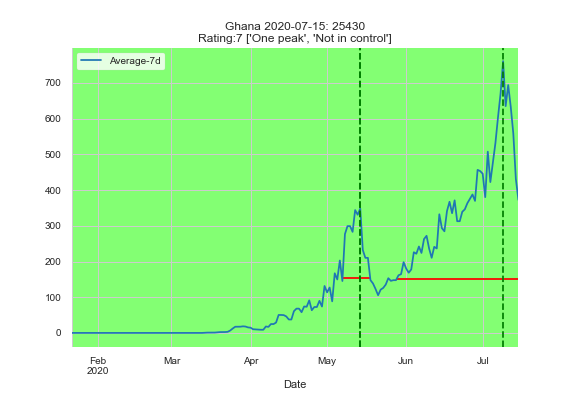 Ghana 2020-07-15: 25430
Rating:7 ['One peak', 'Not in control']
Average-7d
700
600
500
400
300
200
100
0
Feb
2020
Mar
Apr
May
Jun
Jul
Date